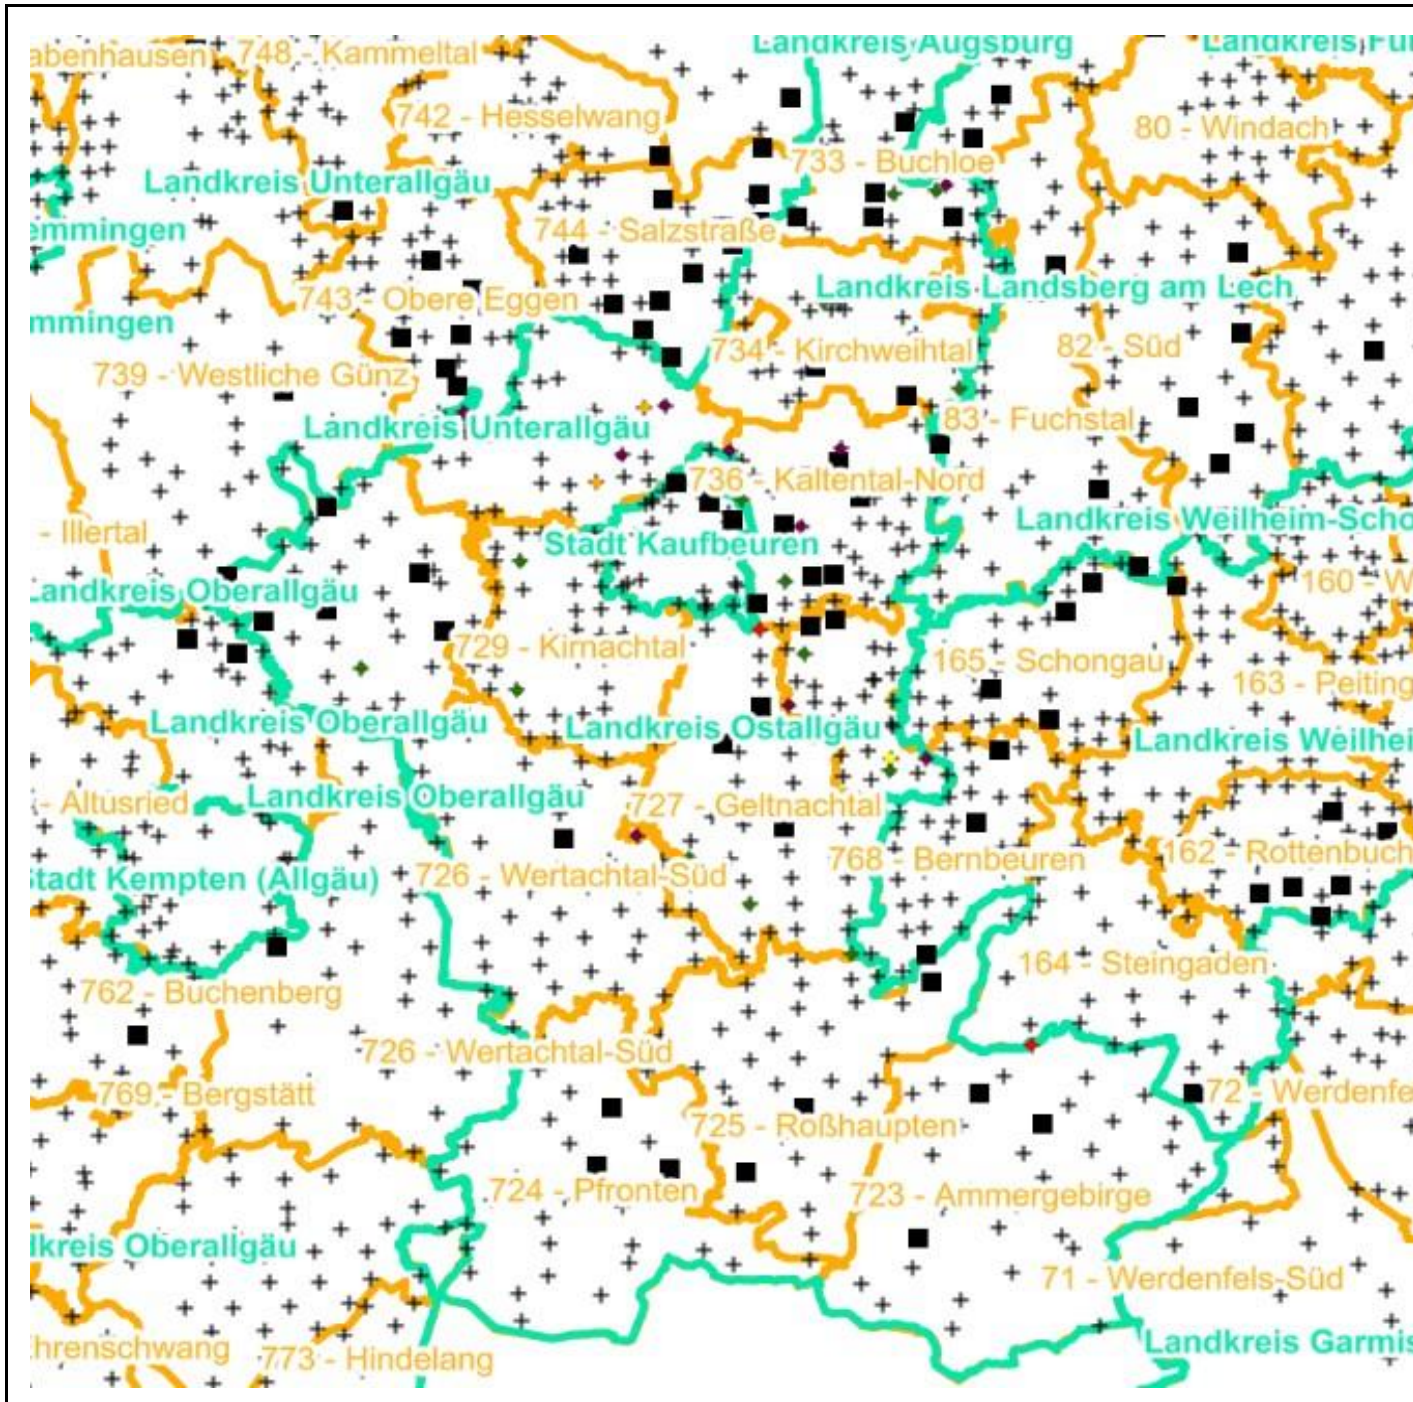 Landkreis Augsburg
abenhausen
748 - Kammeltal
742 - Hesselwang
80 - Windach
733 - Buchloe
Landkreis Unterallgäu
emmingen
744 - Salzstraße
Landkreis Landsberg am Lech
743 - Obere Eggen
mmingen
734 - Kirchweihtal
82 - Süd
739 - Westliche Günz
83 - Fuchstal
Landkreis Unterallgäu
736 - Kaltental-Nord
Landkreis Weilheim-Scho
- Illertal
Stadt Kaufbeuren
160 - W
Landkreis Oberallgäu
729 - Kirnachtal
165 - Schongau
163 - Peiting
Landkreis Oberallgäu
Landkreis Ostallgäu
Landkreis Weilhei
- Altusried
Landkreis Oberallgäu
727 - Geltnachtal
768 - Bernbeuren
162 - Rottenbuch
Stadt Kempten (Allgäu)
726 - Wertachtal-Süd
164 - Steingaden
762 - Buchenberg
726 - Wertachtal-Süd
769 - Bergstätt
72 - Werdenfe
725 - Roßhaupten
724 - Pfronten
723 - Ammergebirge
dkreis Oberallgäu
71 - Werdenfels-Süd
hrenschwang
773 - Hindelang
Landkreis Garmis